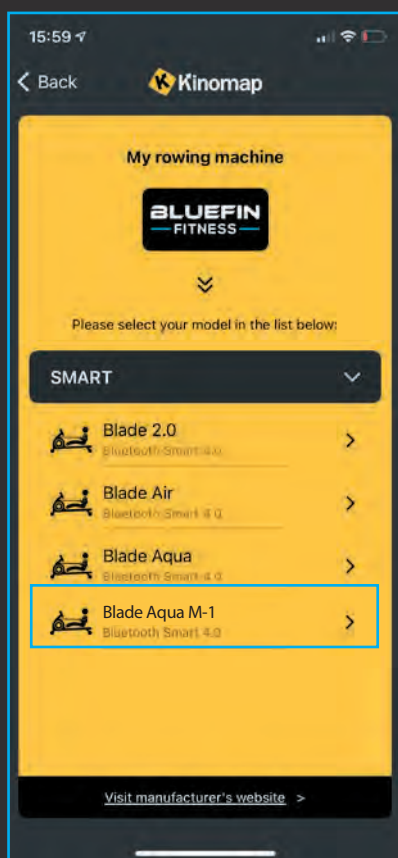 15:59
Back
Kinomap
My rowing machine
BLUEFIN
FITNESS
Please select your model in the list below:
SMART
Blade 2.0
Bluetooth Smart 4.0
Blade Air
Bluetooth Smart 4.0
Blade Aqua
Bluetooth Smart 4.0
Blade Aqua M-1
Bluetooth Smart 4.0
Visit manufacturer's website >